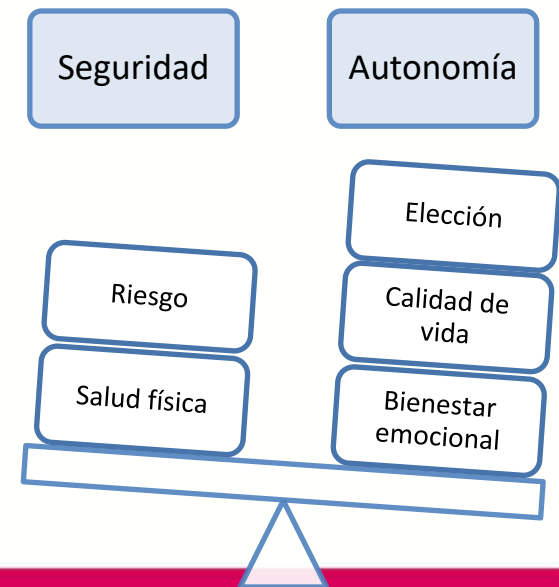 Seguridad
Autonomía
Elección
Riesgo
Calidad de
vida
Salud física
Bienestar
emocional